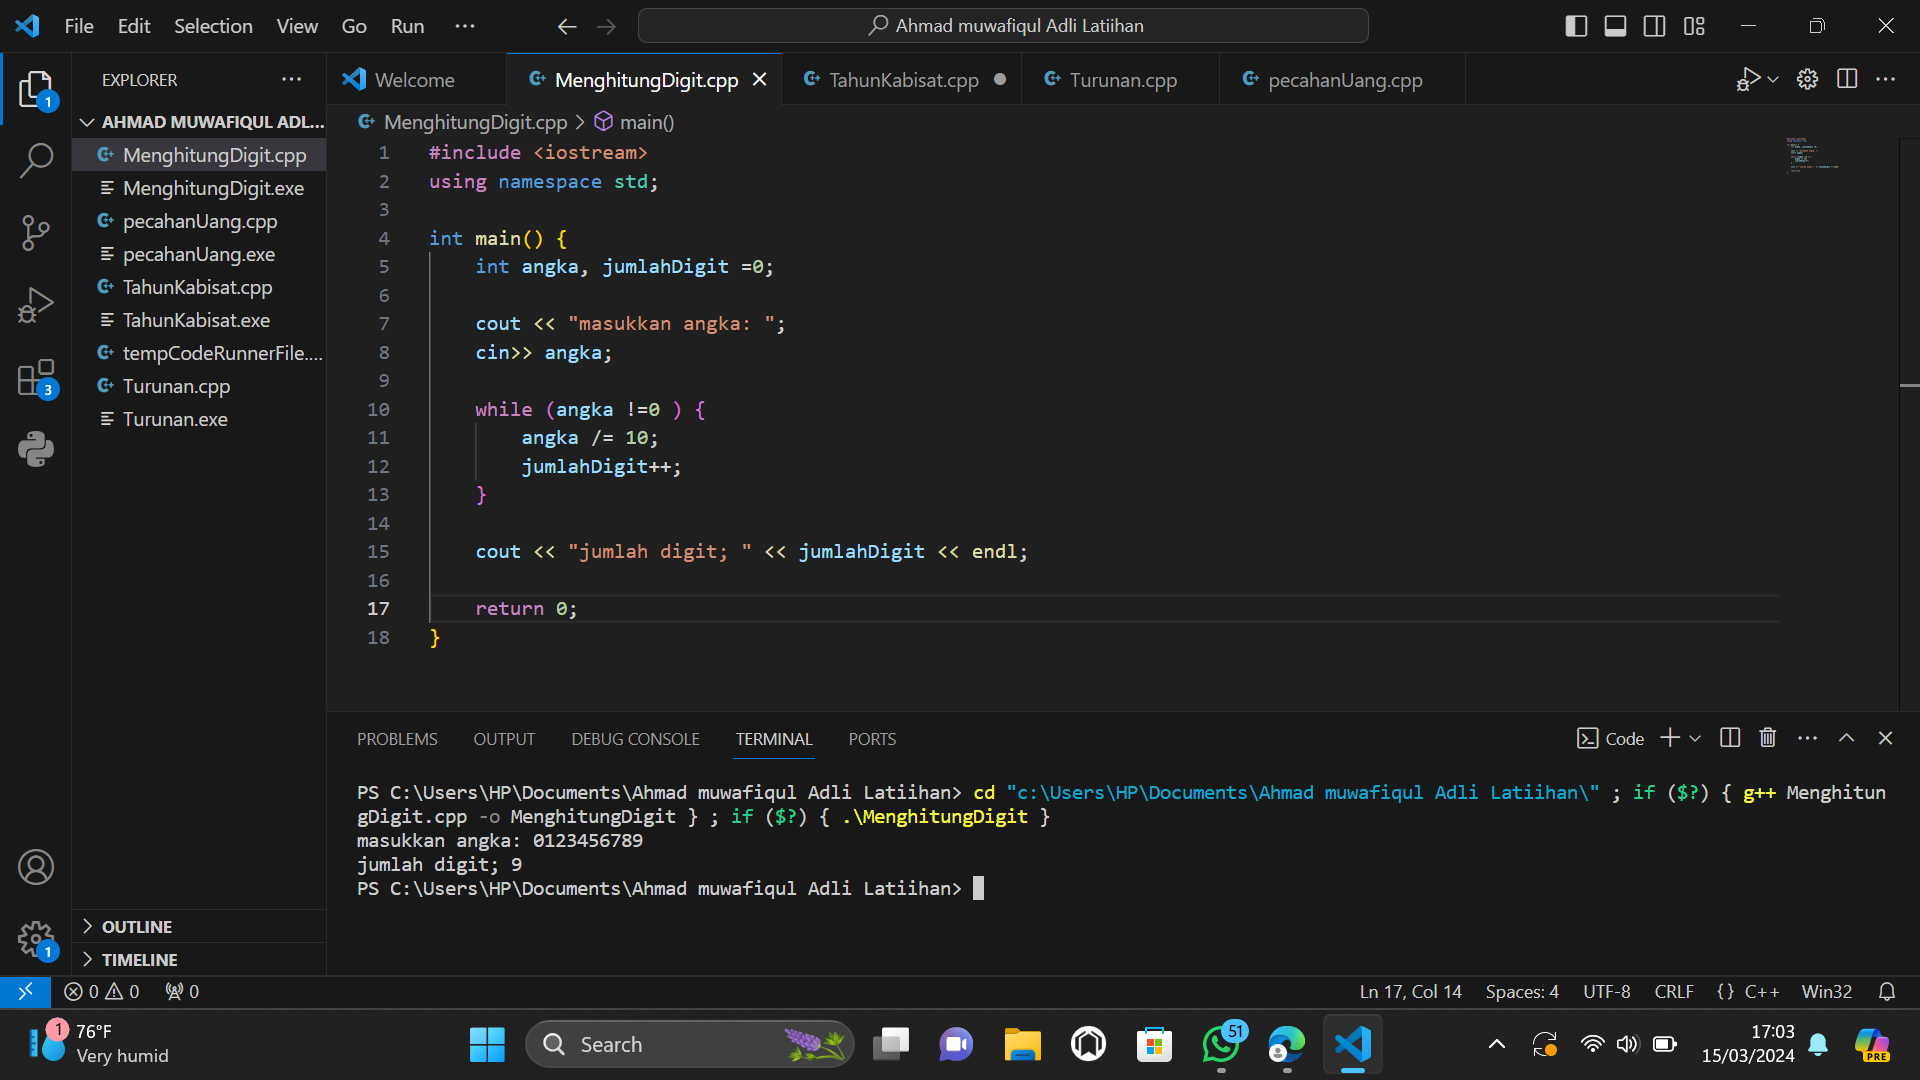 File Edit Selection View Go Run ··· Ahmad muwafiqul Adli Latiihan
EXPLORER ···
Welcome MenghitungDigit.cpp TahunKabisat.cpp Turunan.cpp pecahanUang.cpp
AHMAD MUWAFIQUL ADL...
MenghitungDigit.cpp
MenghitungDigit.exe
pecahanUang.cpp
pecahanUang.exe
TahunKabisat.cpp
TahunKabisat.exe
tempCodeRunnerFile....
Turunan.cpp
Turunan.exe
OUTLINE
TIMELINE
1
3
1
MenghitungDigit.cpp > main()
1 #include <iostream>
2 using namespace std;
3
4 int main() {
5 int angka, jumlahDigit =0;
6
7 cout << "masukkan angka: ";
8 cin>> angka;
9
10 while (angka !=0 ) {
11 angka /= 10;
12 jumlahDigit++;
13 }
14
15 cout << "jumlah digit; " << jumlahDigit << endl;
16
17 return 0;
18 }
PROBLEMS OUTPUT DEBUG CONSOLE TERMINAL PORTS Code
PS C:\Users\HP\Documents\Ahmad muwafiqul Adli Latiihan> cd "c:\Users\HP\Documents\Ahmad muwafiqul Adli Latiihan\" ; if ($?) { g++ Menghitun
gDigit.cpp -o MenghitungDigit } ; if ($?) { .\MenghitungDigit }
masukkan angka: 0123456789
jumlah digit; 9
PS C:\Users\HP\Documents\Ahmad muwafiqul Adli Latiihan>
0 0 0 Ln 17, Col 14 Spaces: 4 UTF-8 CRLF {} C++ Win32
1 76°F
Very humid
Search
51
17:03
15/03/2024
PRE